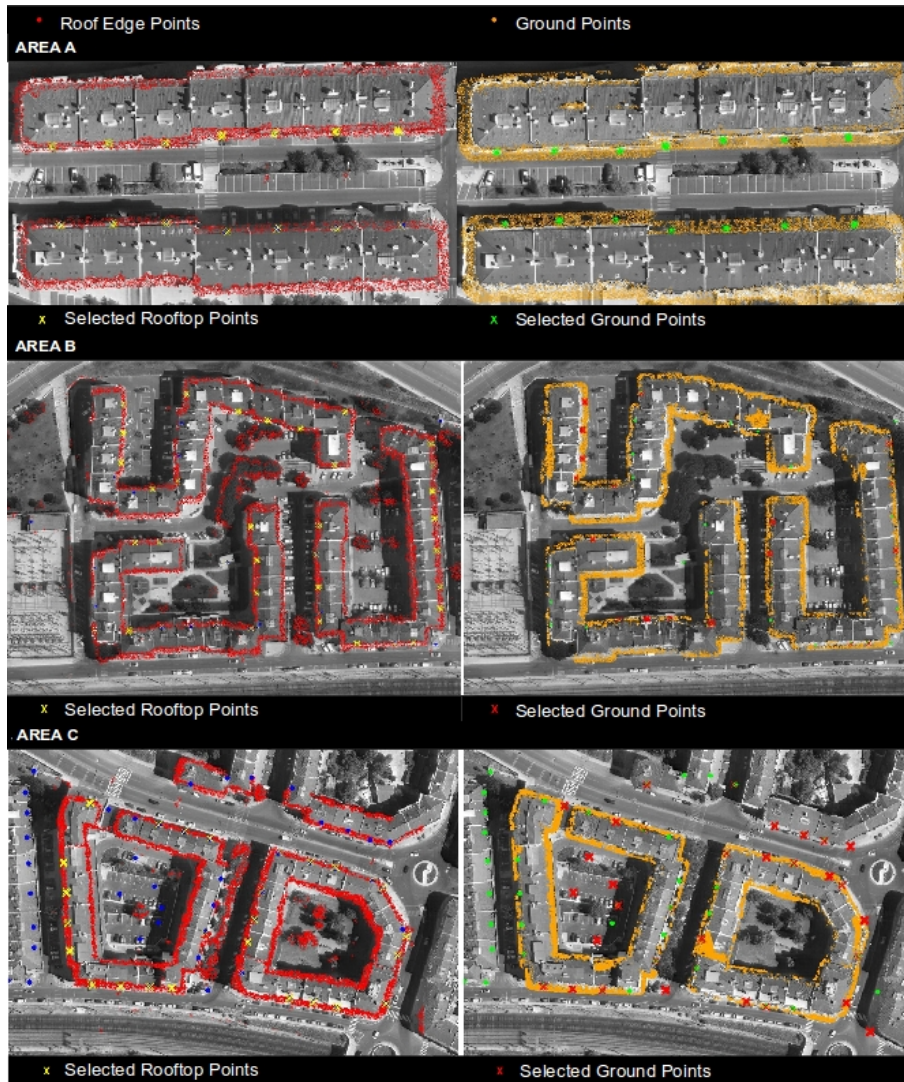 Roof Edge Points
Ground Points
AREA A
x Selected Rooftop Points
x Selected Ground Points
AREA B
x Selected Rooftop Points
x Selected Ground Points
AREA C
x Selected Rooftop Points
x Selected Ground Points